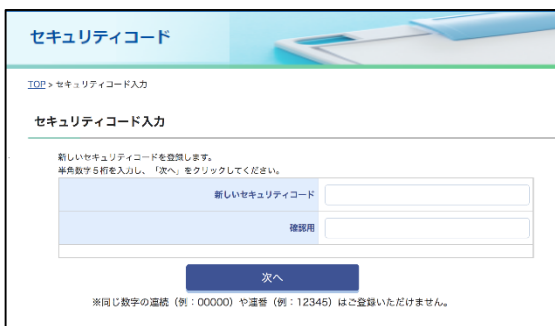 セキュリティコード
TOP > セキュリティコード入力
セキュリティコード入力
新しいセキュリティコードを登録します。
半角数字5桁を入力し、「次へ」をクリックしてください。
新しいセキュリティコード
確認用
次へ
※同じ数字の連続（例：00000）や連番（例：12345）はご登録いただけません。